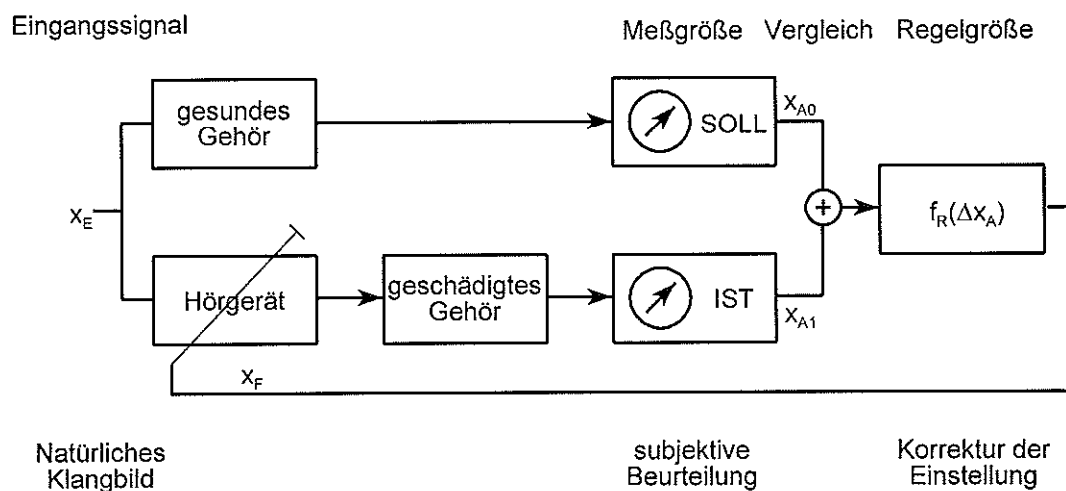 Eingangssignal
Meßgröße Vergleich Regelgröße
gesundes
Gehör
SOLL
x_A0
x_E
+
f_R(Δx_A)
Hörgerät
geschädigtes
Gehör
IST
x_A1
x_F
Natürliches
Klangbild
subjektive
Beurteilung
Korrektur der
Einstellung